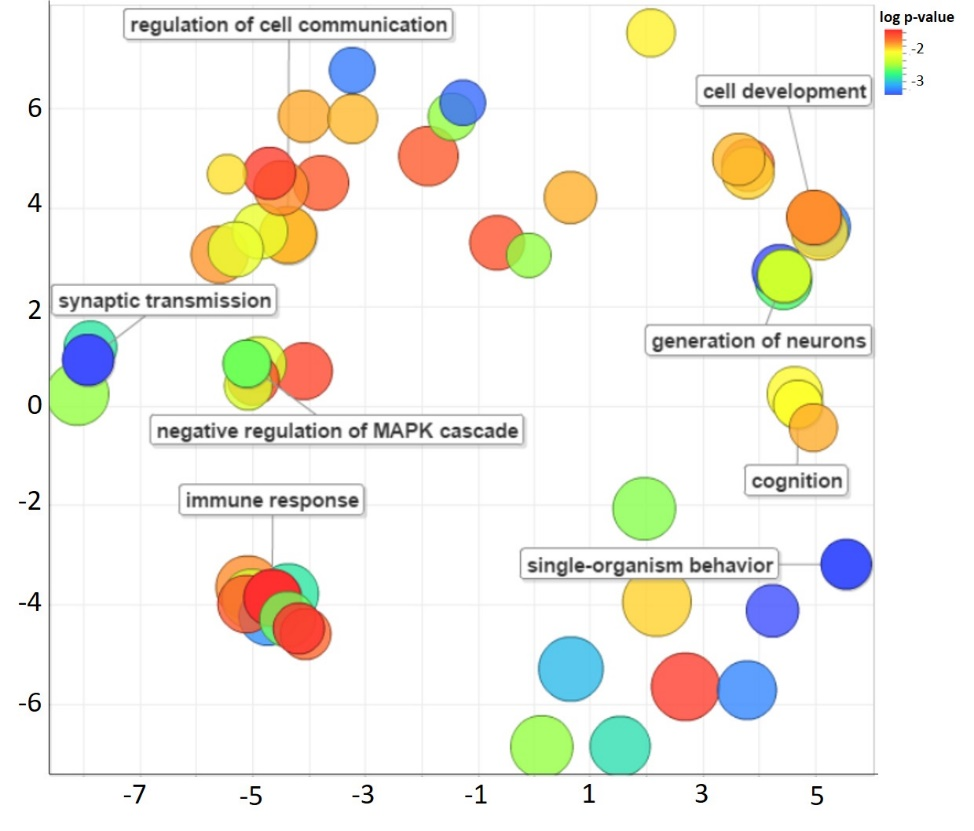 regulation of cell communication
log p-value
-2
-3
cell development
6
4
synaptic transmission
2
generation of neurons
0
negative regulation of MAPK cascade
cognition
immune response
-2
single-organism behavior
-4
-6
-7 -5 -3 -1 1 3 5